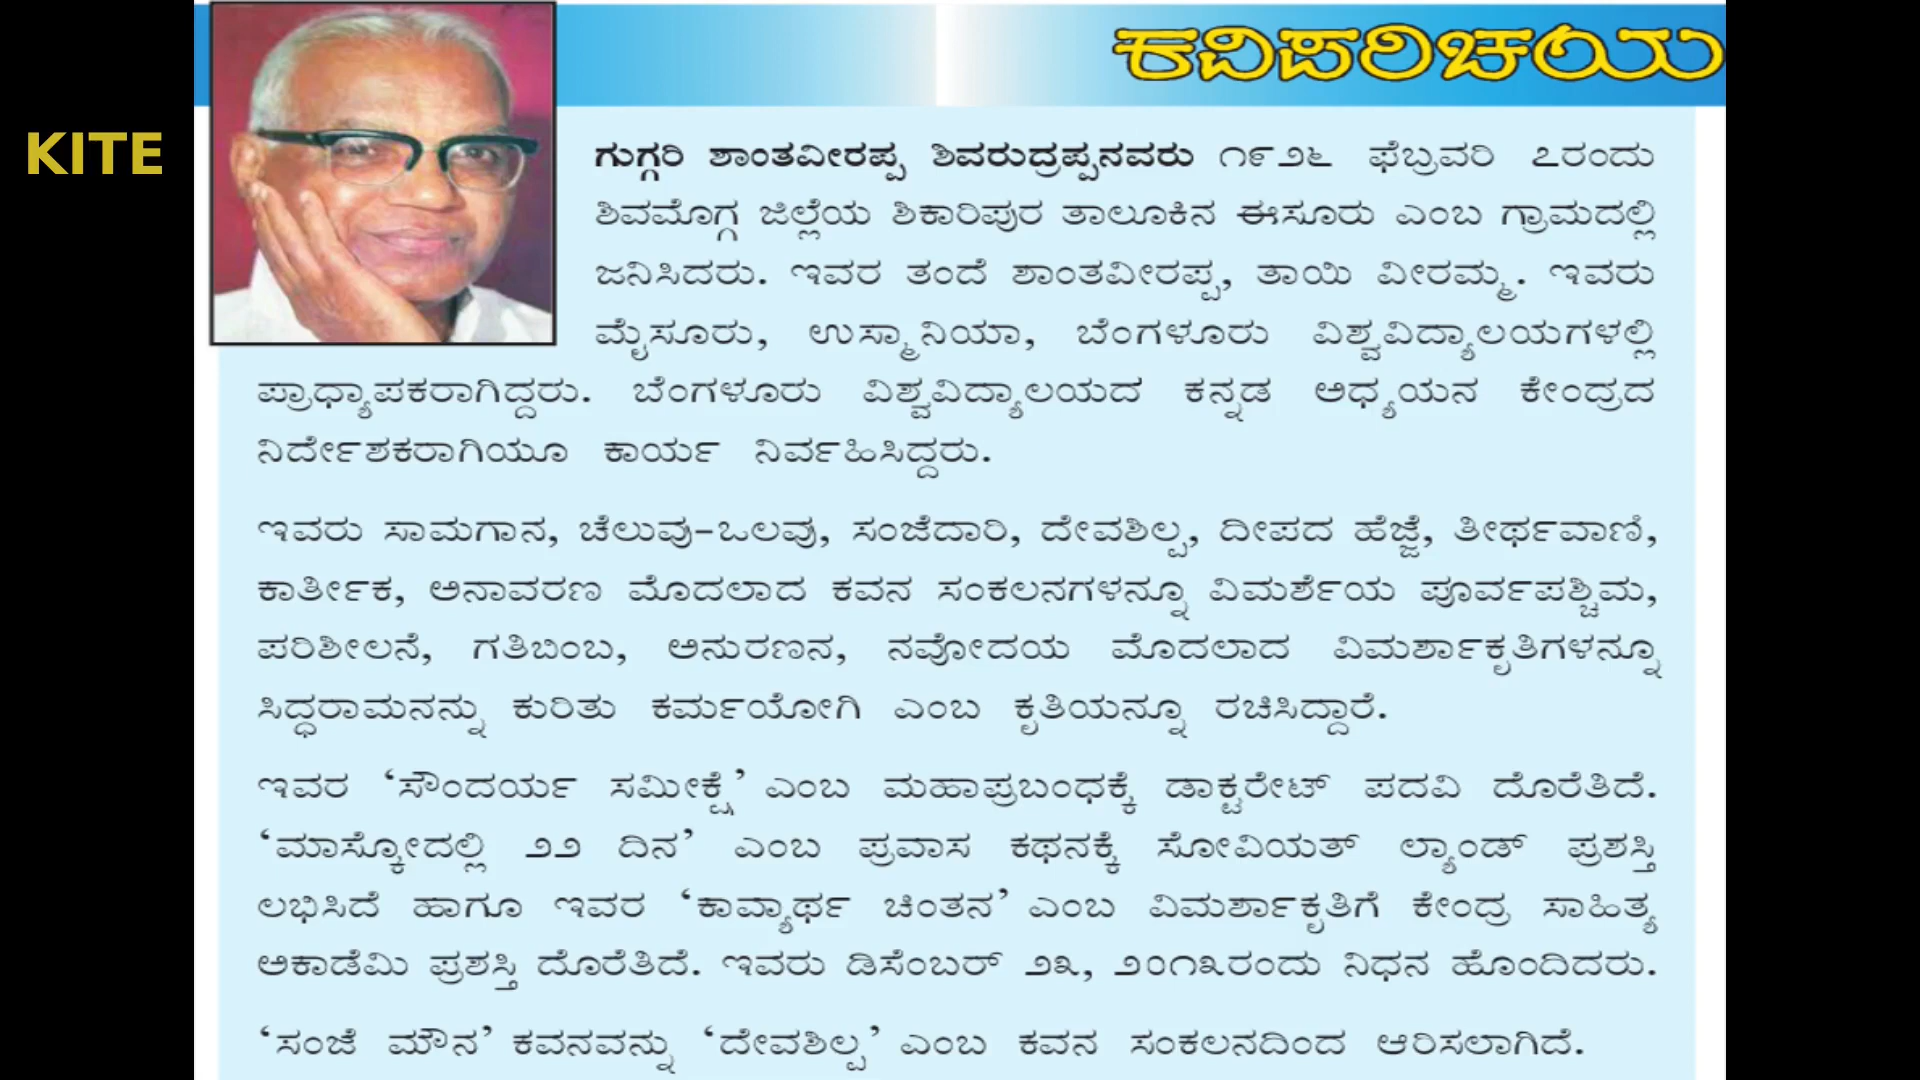 ಕವಿಪರಿಚಯ
KITE
ಗುಗ್ಗರಿ ಶಾಂತವೀರಪ್ಪ ಶಿವರುದ್ರಪ್ಪನವರು ೧೯೨೬ ಫೆಬ್ರವರಿ ೭ರಂದು
ಶಿವಮೊಗ್ಗ ಜಿಲ್ಲೆಯ ಶಿಕಾರಿಪುರ ತಾಲೂಕಿನ ಈಸೂರು ಎಂಬ ಗ್ರಾಮದಲ್ಲಿ
ಜನಿಸಿದರು. ಇವರ ತಂದೆ ಶಾಂತವೀರಪ್ಪ, ತಾಯಿ ವೀರಮ್ಮ. ಇವರು
ಮೈಸೂರು, ಉಸ್ಮಾನಿಯಾ, ಬೆಂಗಳೂರು ವಿಶ್ವವಿದ್ಯಾಲಯಗಳಲ್ಲಿ
ಪ್ರಾಧ್ಯಾಪಕರಾಗಿದ್ದರು. ಬೆಂಗಳೂರು ವಿಶ್ವವಿದ್ಯಾಲಯದ ಕನ್ನಡ ಅಧ್ಯಯನ ಕೇಂದ್ರದ
ನಿರ್ದೇಶಕರಾಗಿಯೂ ಕಾರ್ಯ ನಿರ್ವಹಿಸಿದ್ದರು.
ಇವರು ಸಾಮಗಾನ, ಚೆಲುವು-ಒಲವು, ಸಂಜೆದಾರಿ, ದೇವಶಿಲ್ಪ, ದೀಪದ ಹೆಜ್ಜೆ, ತೀರ್ಥವಾಣಿ,
ಕಾರ್ತೀಕ, ಅನಾವರಣ ಮೊದಲಾದ ಕವನ ಸಂಕಲನಗಳನ್ನೂ ವಿಮರ್ಶೆಯ ಪೂರ್ವಪಶ್ಚಿಮ,
ಪರಿಶೀಲನೆ, ಗತಿಬಿಂಬ, ಅನುರಣನ, ನವೋದಯ ಮೊದಲಾದ ವಿಮರ್ಶಾಕೃತಿಗಳನ್ನೂ
ಸಿದ್ಧರಾಮನನ್ನು ಕುರಿತು ಕರ್ಮಯೋಗಿ ಎಂಬ ಕೃತಿಯನ್ನೂ ರಚಿಸಿದ್ದಾರೆ.
ಇವರ ‘ಸೌಂದರ್ಯ ಸಮೀಕ್ಷೆ’ ಎಂಬ ಮಹಾಪ್ರಬಂಧಕ್ಕೆ ಡಾಕ್ಟರೇಟ್ ಪದವಿ ದೊರೆತಿದೆ.
‘ಮಾಸ್ಕೋದಲ್ಲಿ ೨೨ ದಿನ’ ಎಂಬ ಪ್ರವಾಸ ಕಥನಕ್ಕೆ ಸೋವಿಯತ್ ಲ್ಯಾಂಡ್ ಪ್ರಶಸ್ತಿ
ಲಭಿಸಿದೆ ಹಾಗೂ ಇವರ ‘ಕಾವ್ಯಾರ್ಥ ಚಿಂತನ’ ಎಂಬ ವಿಮರ್ಶಾಕೃತಿಗೆ ಕೇಂದ್ರ ಸಾಹಿತ್ಯ
ಅಕಾಡೆಮಿ ಪ್ರಶಸ್ತಿ ದೊರೆತಿದೆ. ಇವರು ಡಿಸೆಂಬರ್ ೨೩, ೨೦೧೩ರಂದು ನಿಧನ ಹೊಂದಿದರು.
‘ಸಂಜೆ ಮೌನ’ ಕವನವನ್ನು ‘ದೇವಶಿಲ್ಪ’ ಎಂಬ ಕವನ ಸಂಕಲನದಿಂದ ಆರಿಸಲಾಗಿದೆ.